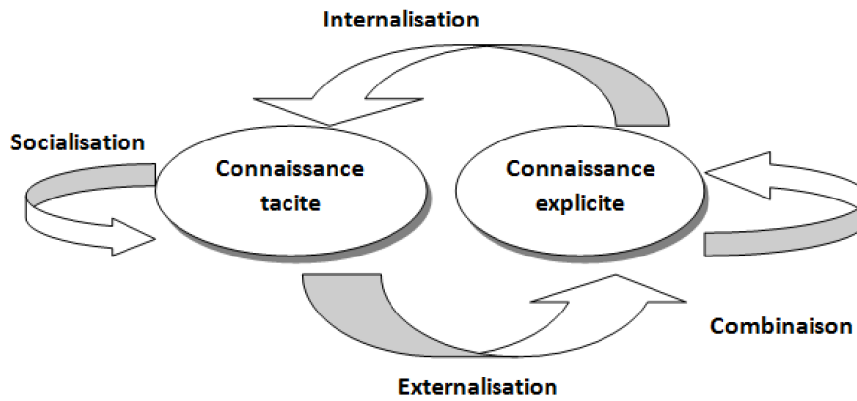 Internalisation
Socialisation
Connaissance
tacite
Connaissance
explicite
Combinaison
Externalisation